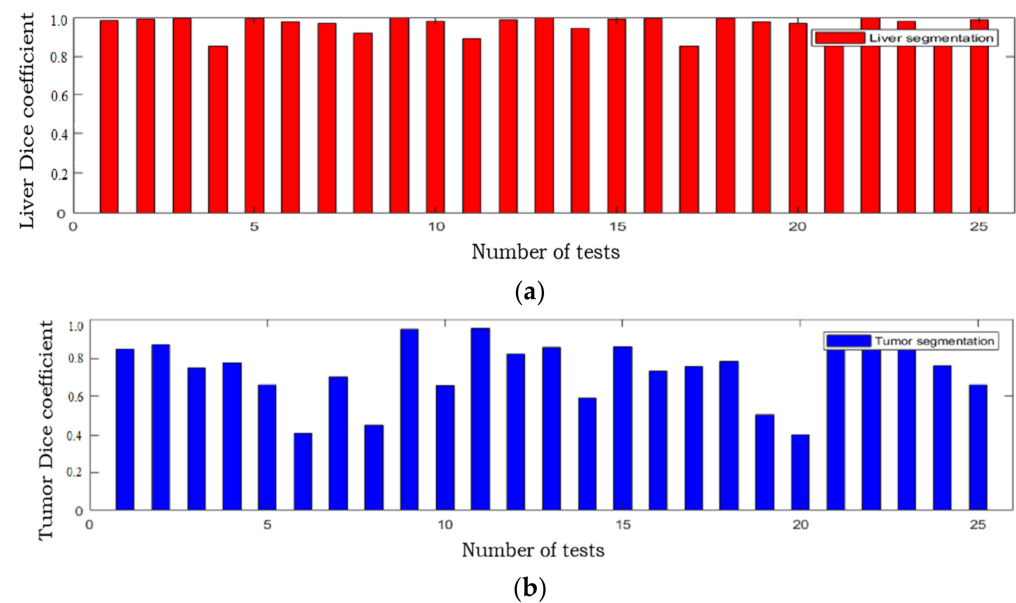 Liver Dice coefficient
1.0
0.8
0.6
0.4
0.2
0
Liver segmentation
0 5 10 15 20 25
Number of tests
(a)
Tumor Dice coefficient
1.0
0.8
0.6
0.4
0.2
0
Tumor segmentation
0 5 10 15 20 25
Number of tests
(b)